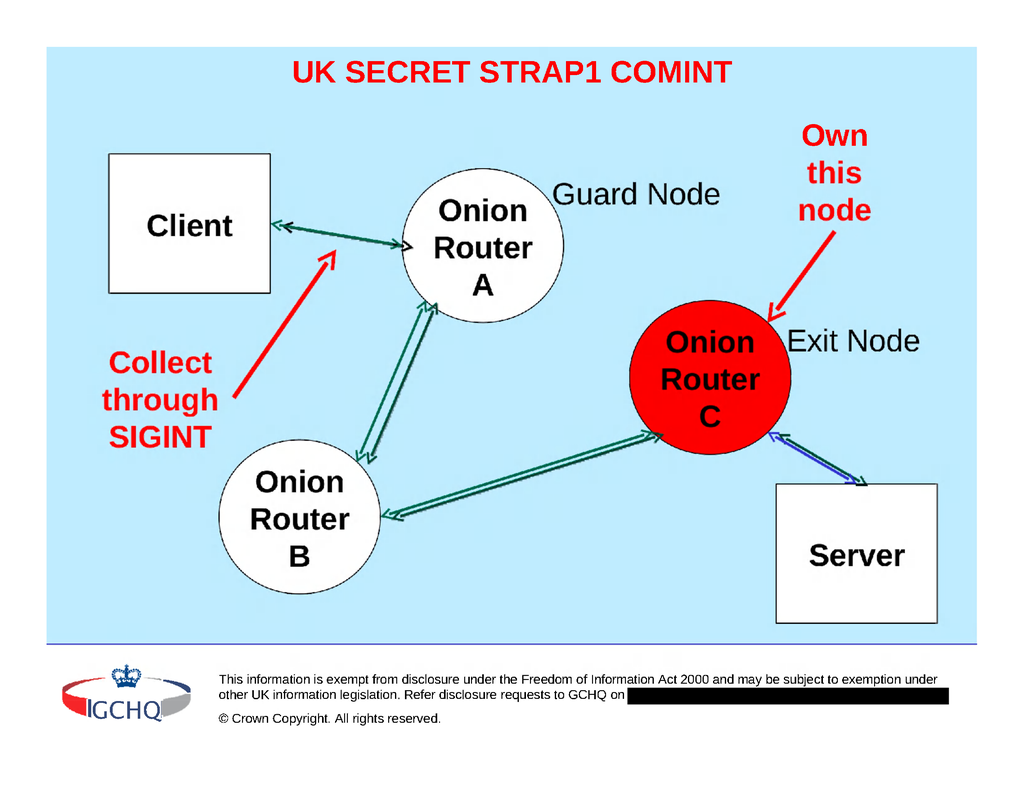 UK SECRET STRAP1 COMINT
Own
this
node
Guard Node
Onion
Router
A
Client
Onion
Router
C
Exit Node
Collect
through
SIGINT
Onion
Router
B
Server
GCHQ
This information is exempt from disclosure under the Freedom of Information Act 2000 and may be subject to exemption under
other UK information legislation. Refer disclosure requests to GCHQ on
© Crown Copyright. All rights reserved.